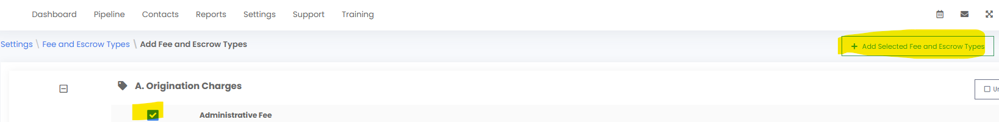 Dashboard Pipeline Contacts Reports Settings Support Training
Settings \ Fee and Escrow Types \ Add Fee and Escrow Types
+ Add Selected Fee and Escrow Types
A. Origination Charges
Administrative Fee